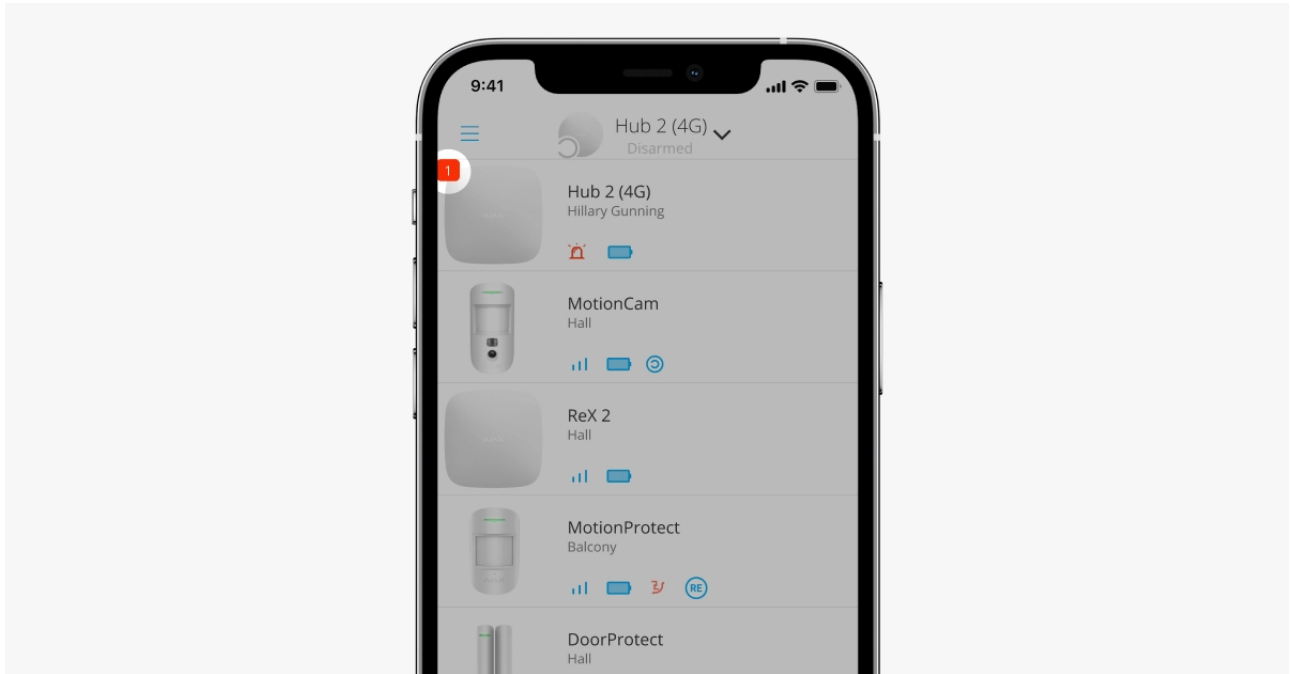 9:41
Hub 2 (4G)
Disarmed
1
Hub 2 (4G)
Hillary Gunning
MotionCam
Hall
ReX 2
Hall
MotionProtect
Balcony
RE
DoorProtect
Hall